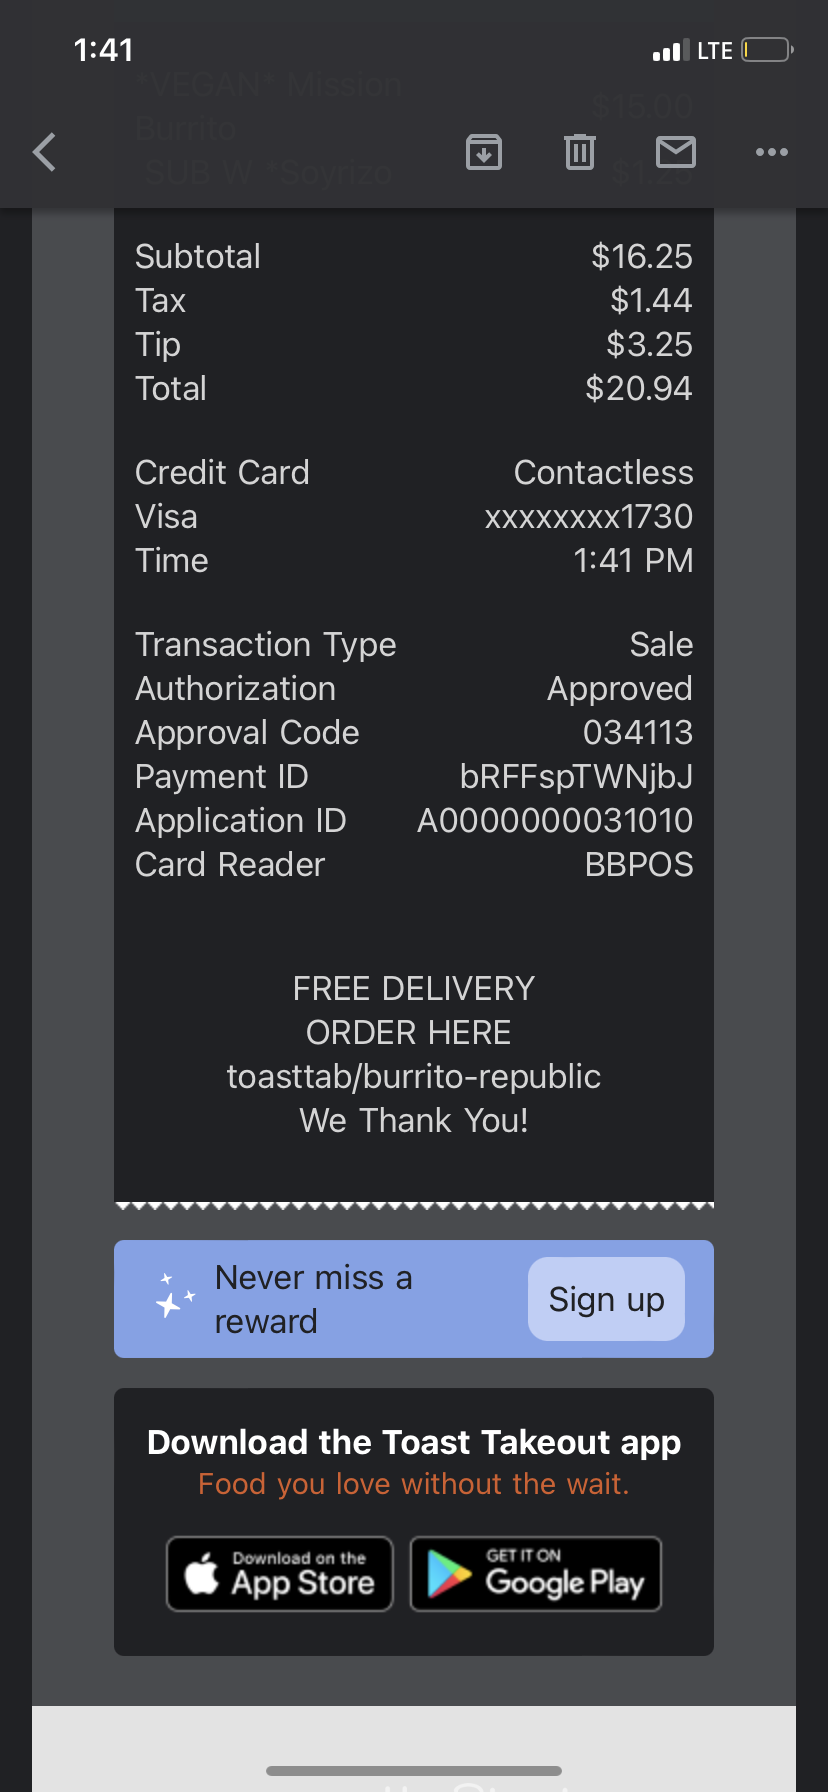 1:41 LTE
*VEGAN* Mission $15.00
Burrito
SUB W *Soyrizo $1.25
Subtotal $16.25
Tax $1.44
Tip $3.25
Total $20.94
Credit Card Contactless
Visa xxxxxxxx1730
Time 1:41 PM
Transaction Type Sale
Authorization Approved
Approval Code 034113
Payment ID bRFFspTWNjbJ
Application ID A0000000031010
Card Reader BBPOS
FREE DELIVERY
ORDER HERE
toasttab/burrito-republic
We Thank You!
Never miss a
reward
Sign up
Download the Toast Takeout app
Food you love without the wait.
Download on the
App Store
GET IT ON
Google Play